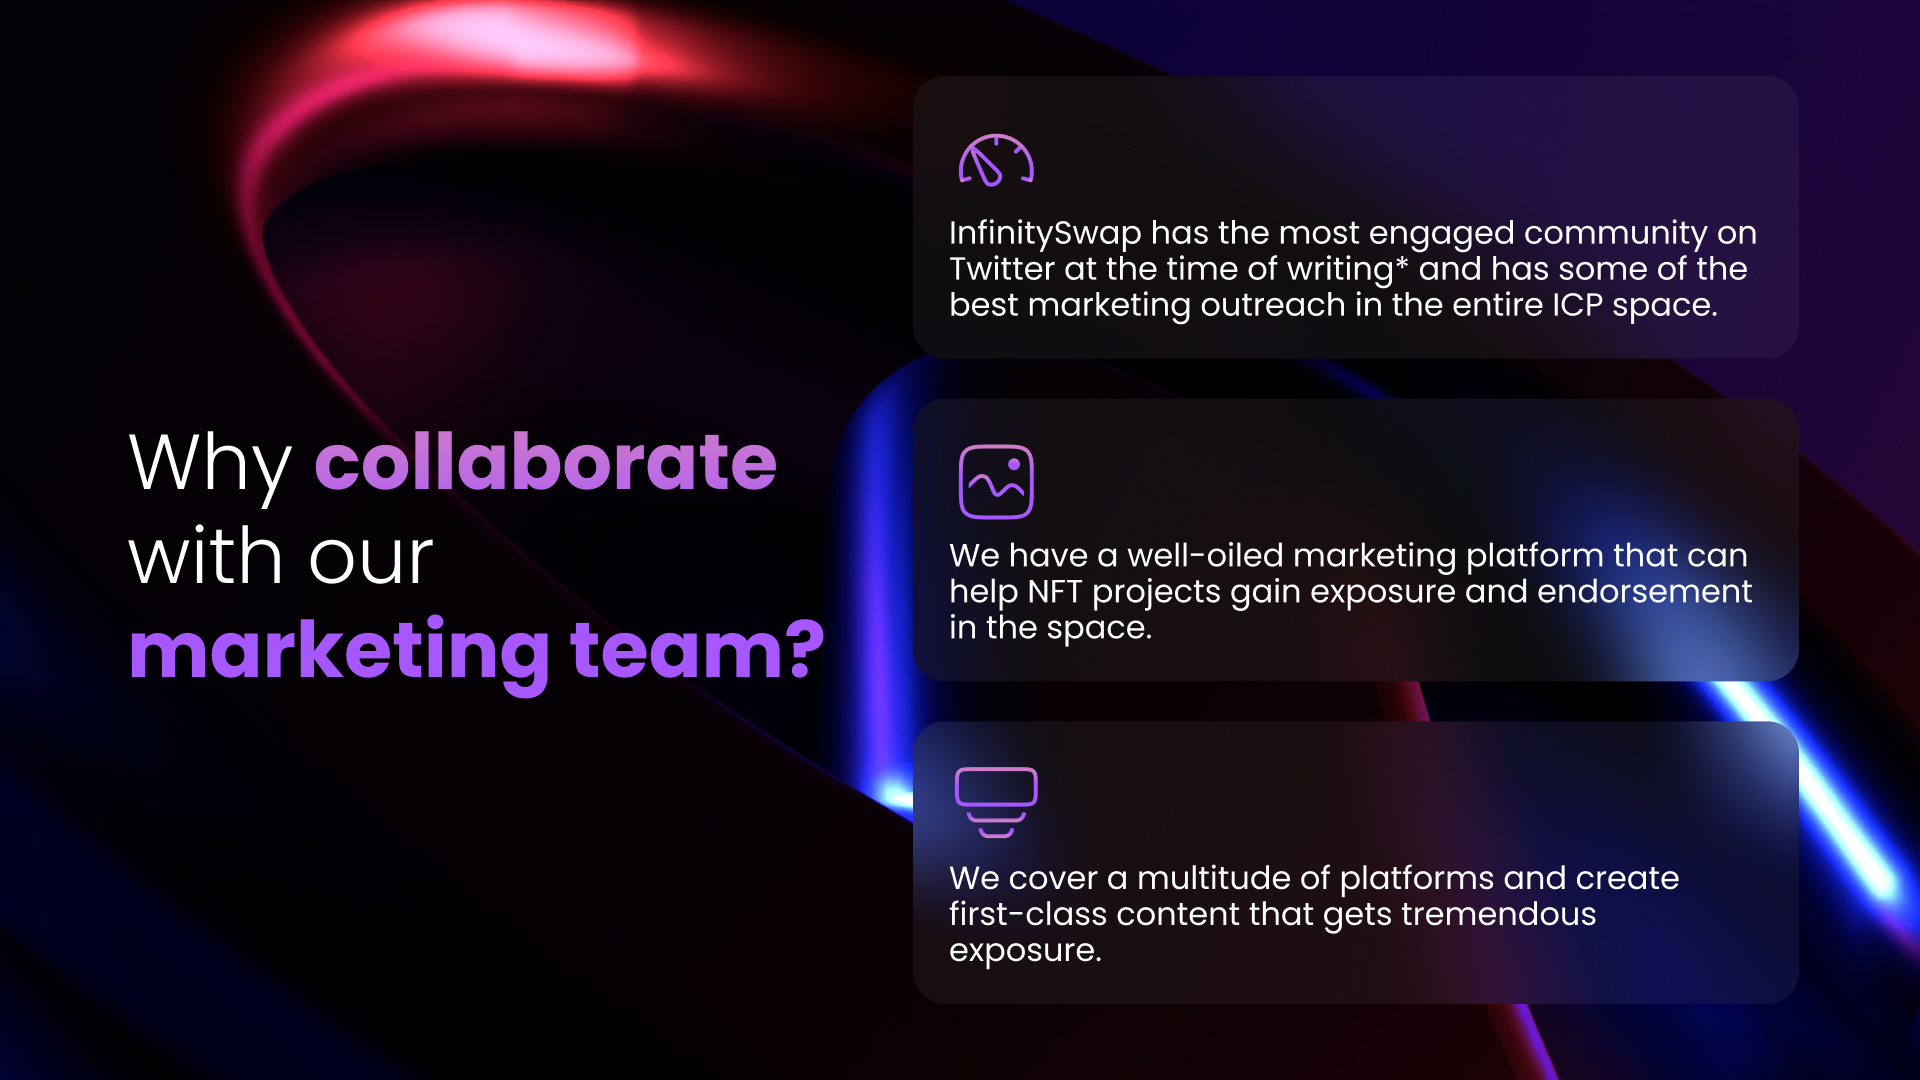 Why collaborate
with our
marketing team?
InfinitySwap has the most engaged community on
Twitter at the time of writing* and has some of the
best marketing outreach in the entire ICP space.
We have a well-oiled marketing platform that can
help NFT projects gain exposure and endorsement
in the space.
We cover a multitude of platforms and create
first-class content that gets tremendous
exposure.